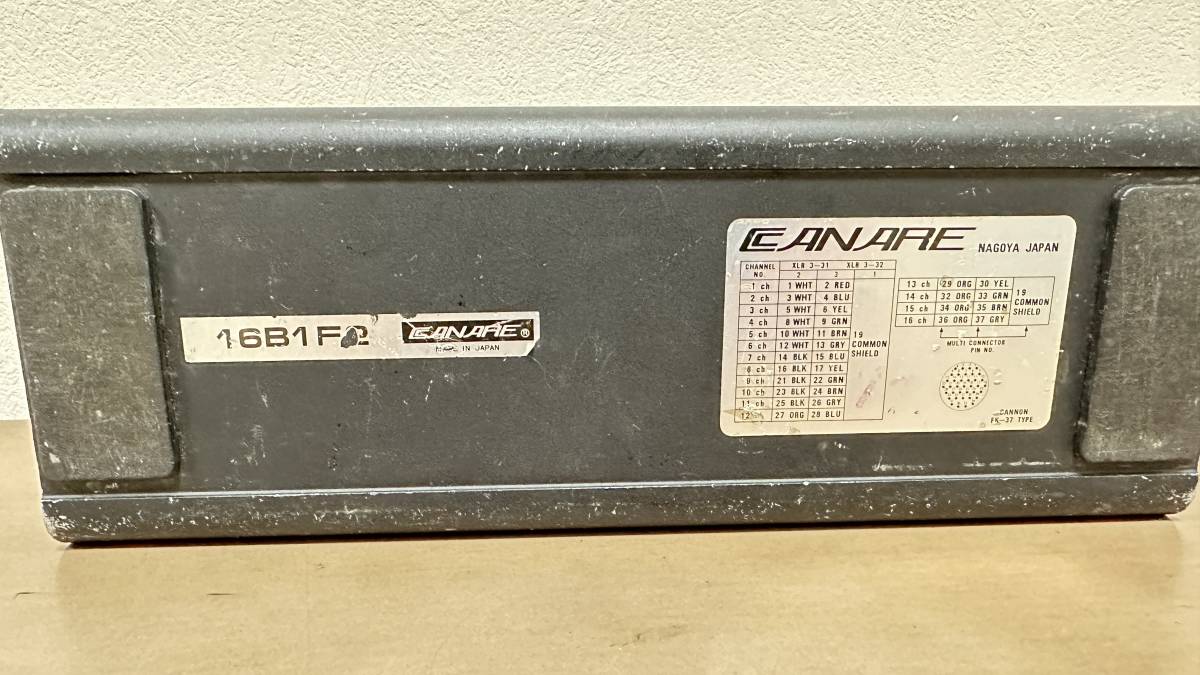 16B1F2
CANARE ®
MADE IN JAPAN
CANARE NAGOYA JAPAN
CHANNEL NO. XLR 3-31 XLR 3-32
2 3 1
1 ch 1 WHT 2 RED
2 ch 3 WHT 4 BLU
3 ch 5 WHT 6 YEL
4 ch 8 WHT 9 GRN
5 ch 10 WHT 11 BRN
6 ch 12 WHT 13 GRY
7 ch 14 BLK 15 BLU
8 ch 16 BLK 17 YEL
9 ch 21 BLK 22 GRN
10 ch 23 BLK 24 BRN
11 ch 25 BLK 26 GRY
12 27 ORG 28 BLU
19
COMMON
SHIELD
13 ch 29 ORG 30 YEL
14 ch 32 ORG 33 GRN
15 ch 34 ORG 35 BRN
16 ch 36 ORG 37 GRY
19
COMMON
SHIELD
MULTI CONNECTOR
PIN NO.
CANNON
FK-37 TYPE